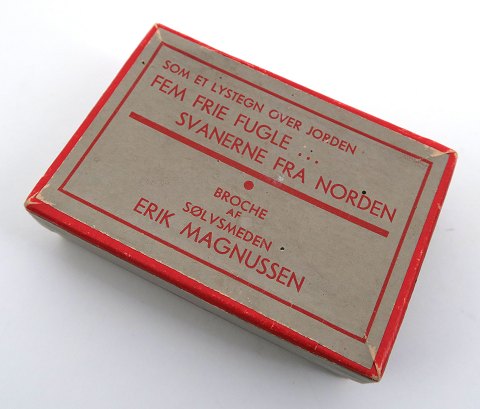 SOM ET LYSTEGN OVER JORDEN
FEM FRIE FUGLE ...
SVANERNE FRA NORDEN
BROCHE
AF
SØLVSMEDEN
ERIK MAGNUSSEN